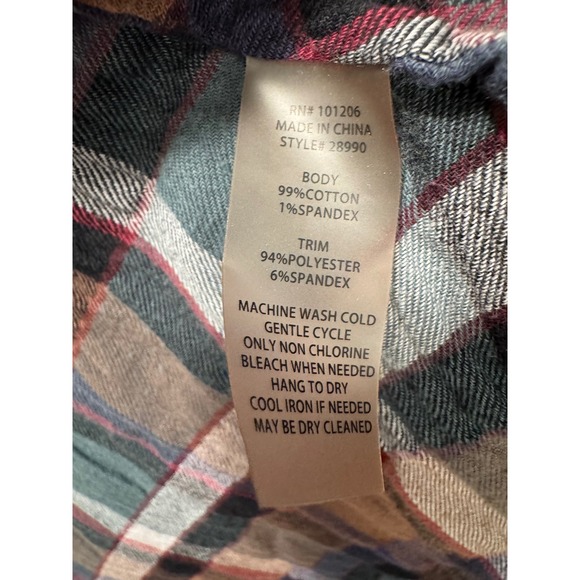 RN# 101206
MADE IN CHINA
STYLE# 28990
BODY
99%COTTON
1%SPANDEX
TRIM
94%POLYESTER
6%SPANDEX
MACHINE WASH COLD
GENTLE CYCLE
ONLY NON CHLORINE
BLEACH WHEN NEEDED
HANG TO DRY
COOL IRON IF NEEDED
MAY BE DRY CLEANED